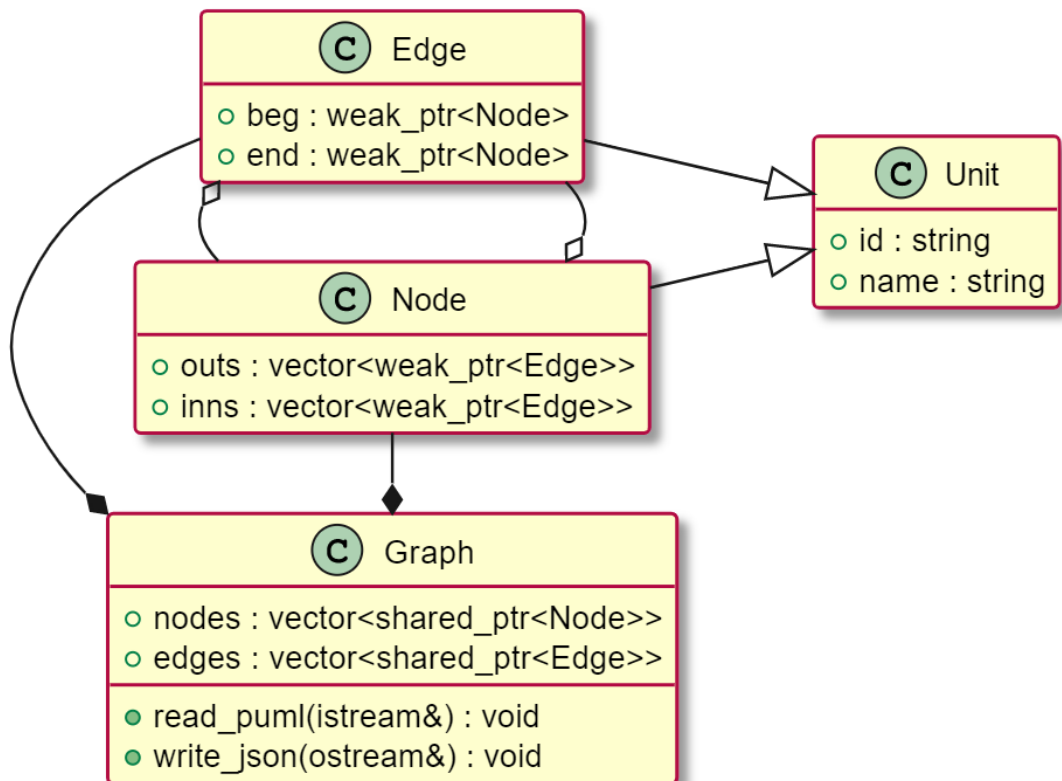 C Edge
beg : weak_ptr<Node>
end : weak_ptr<Node>
C Unit
id : string
name : string
C Node
outs : vector<weak_ptr<Edge>>
inns : vector<weak_ptr<Edge>>
C Graph
nodes : vector<shared_ptr<Node>>
edges : vector<shared_ptr<Edge>>
read_puml(istream&) : void
write_json(ostream&) : void